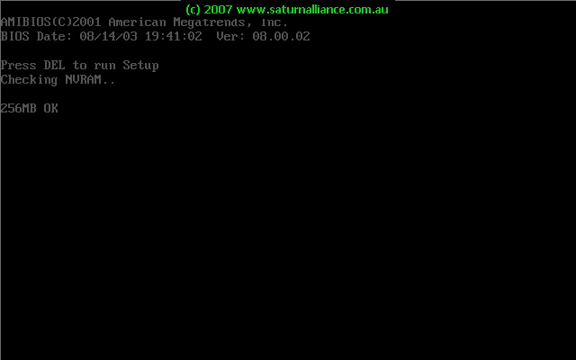 (c) 2007 www.saturnalliance.com.au
AMIBIOS(C)2001 American Megatrends, Inc.
BIOS Date: 08/14/03 19:41:02  Ver: 08.00.02
Press DEL to run Setup
Checking NVRAM..
256MB OK